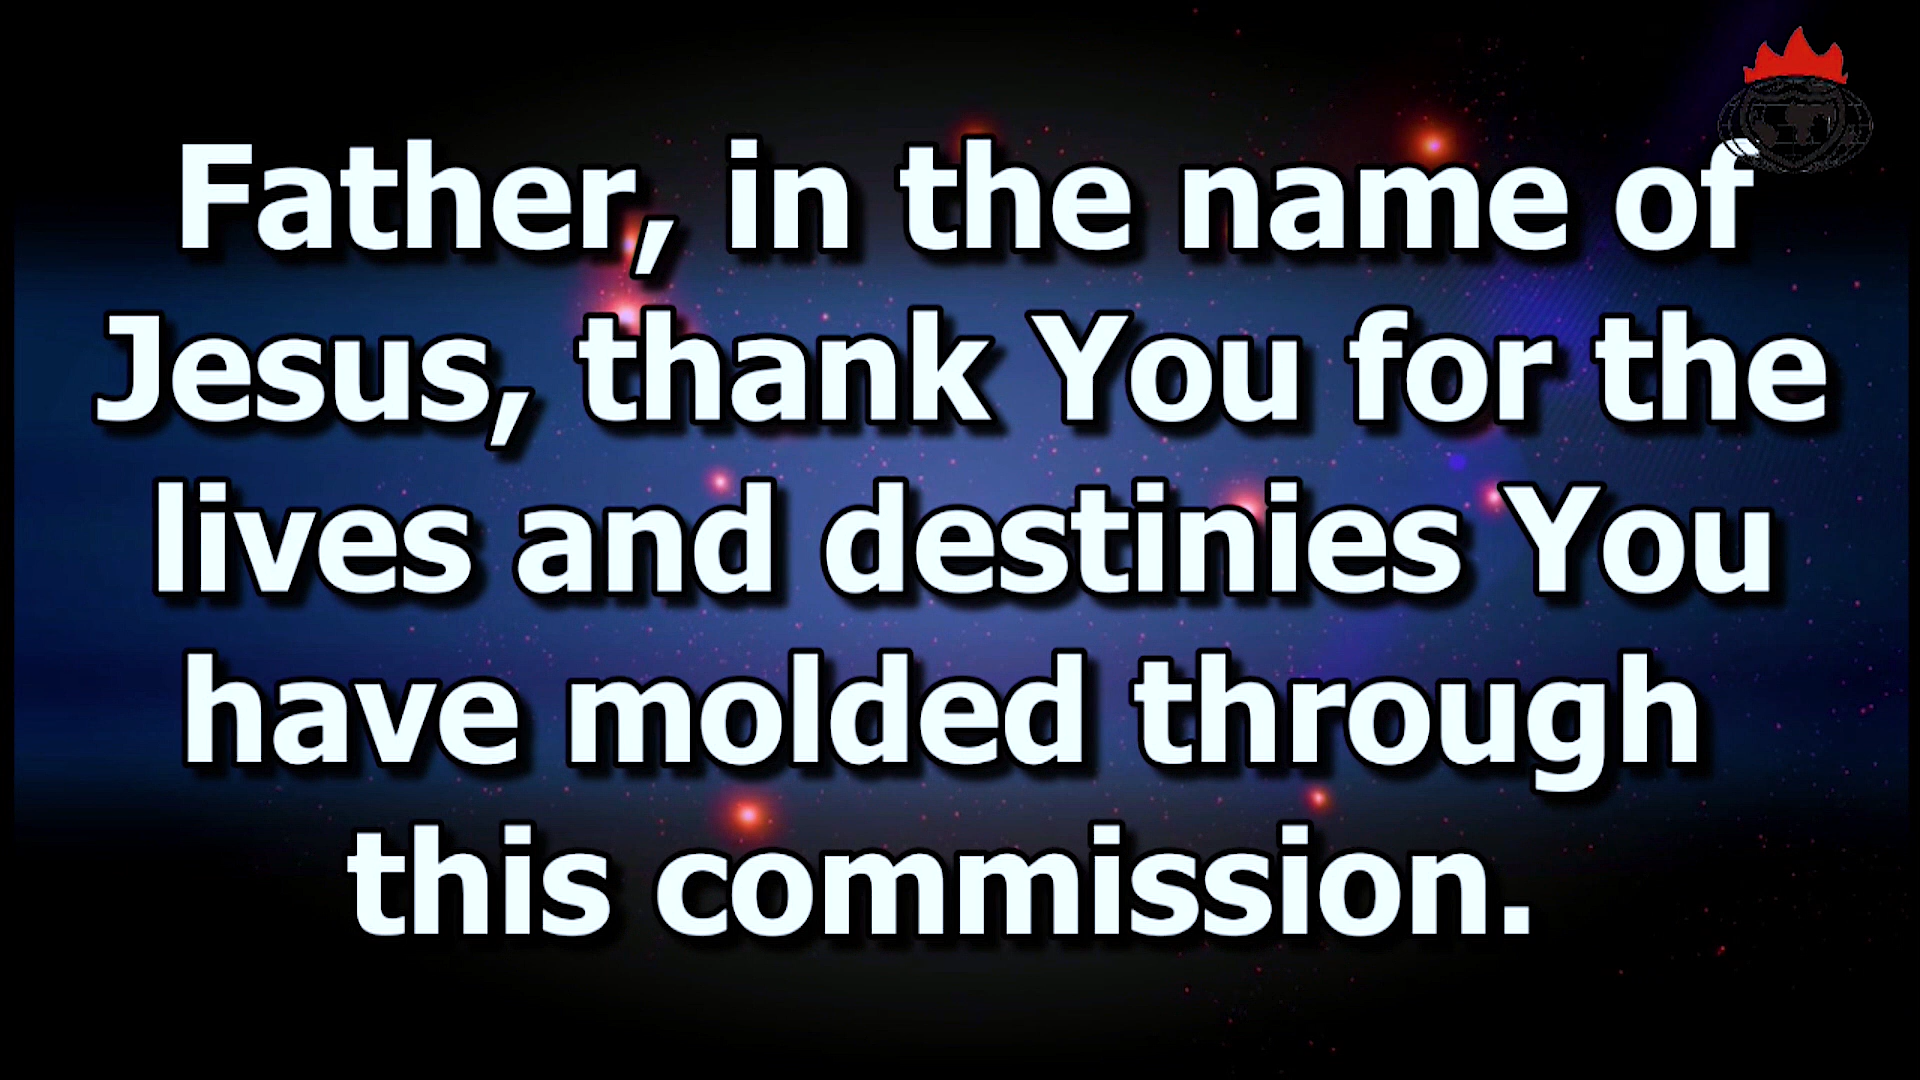 Father, in the name of
Jesus, thank You for the
lives and destinies You
have molded through
this commission.